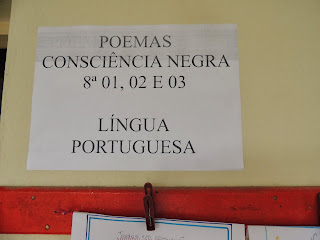 POEMAS
CONSCIÊNCIA NEGRA
8ª 01, 02 E 03
LÍNGUA
PORTUGUESA